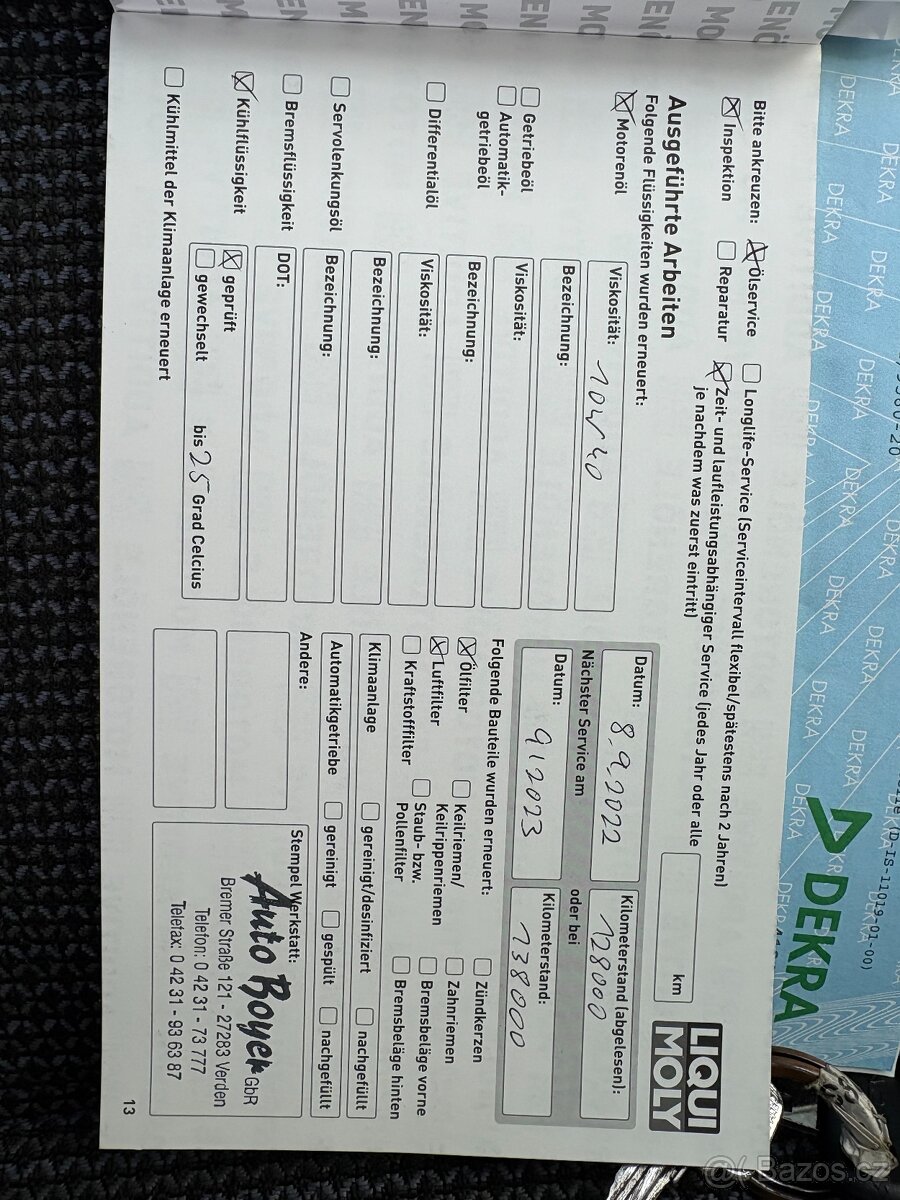 LIQUI
MOLY
Bitte ankreuzen:
Ölservice
Longlife-Service (Serviceintervall flexibel/spätestens nach 2 Jahren)
Inspektion
Reparatur
Zeit- und laufleistungsabhängiger Service (jedes Jahr oder alle
km
je nachdem was zuerst eintritt)
Ausgeführte Arbeiten
Folgende Flüssigkeiten wurden erneuert:
Motorenöl
Viskosität: 10W40
Bezeichnung:
Getriebeöl
Automatik-
getriebeöl
Viskosität:
Bezeichnung:
Differentialöl
Viskosität:
Bezeichnung:
Servolenkungsöl
Bezeichnung:
Bremsflüssigkeit
DOT:
Kühlflüssigkeit
geprüft
gewechselt
bis 25 Grad Celcius
Kühlmittel der Klimaanlage erneuert
Datum: 8.9.2022
Kilometerstand (abgelesen):
128000
Nächster Service am
oder bei
Datum: 9/2023
Kilometerstand:
138000
Folgende Bauteile wurden erneuert:
Ölfilter
Keilriemen/
Keilrippenriemen
Zündkerzen
Luftfilter
Staub- bzw.
Pollenfilter
Zahnriemen
Kraftstofffilter
Bremsbeläge vorne
Bremsbeläge hinten
Klimaanlage
gereinigt/desinfiziert
nachgefüllt
Automatikgetriebe
gereinigt
gespült
nachgefüllt
Andere:
Stempel Werkstatt:
Auto Boyer GbR
Bremer Straße 121 - 27283 Verden
Telefon: 0 42 31 - 73 777
Telefax: 0 42 31 - 93 63 87
13
DEKRA
(D-IS-11019-01-00)
@ Bazos.cz